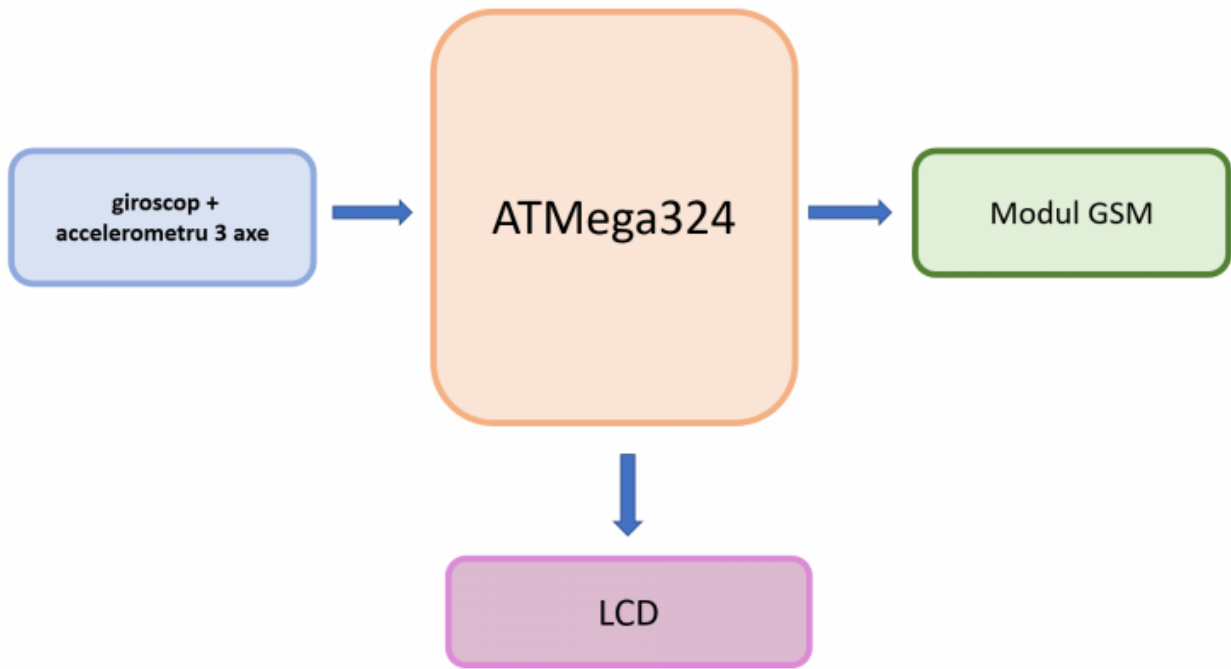 giroscop +
accelerometru 3 axe
ATMega324
Modul GSM
LCD